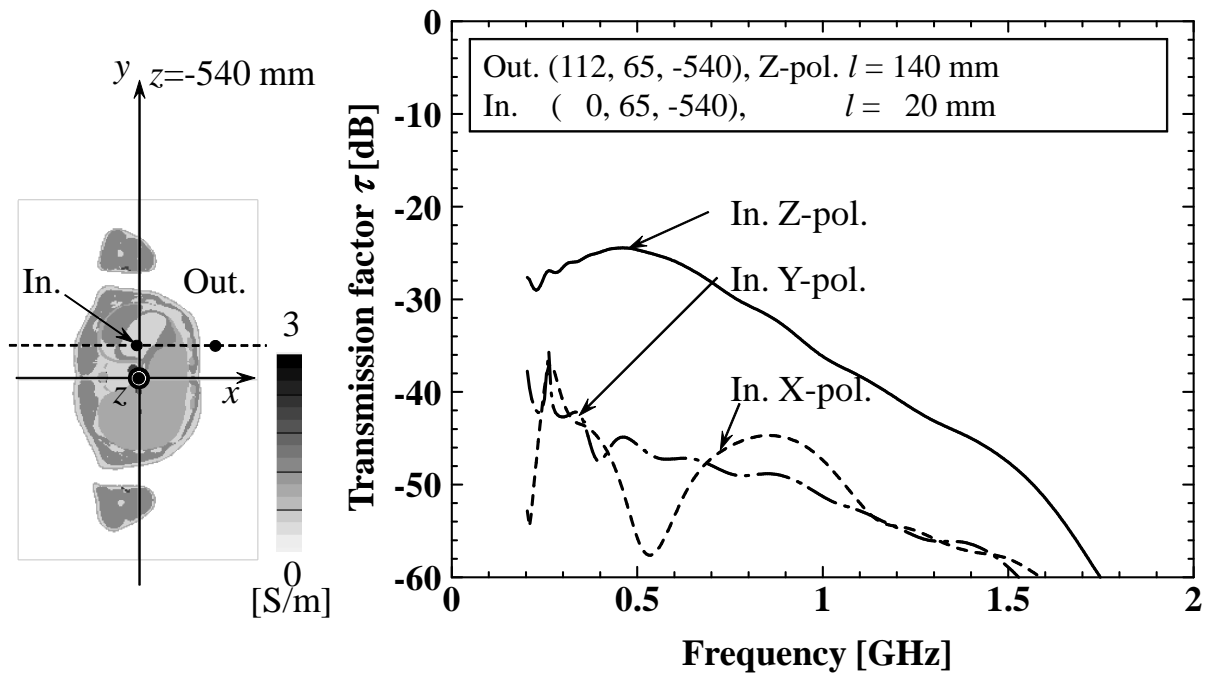 y z=-540 mm
In.
Out.
3
z
x
0
[S/m]
Transmission factor τ [dB]
-0
-10
-20
-30
-40
-50
-60
Out. (112, 65, -540), Z-pol. l = 140 mm
In. ( 0, 65, -540), l = 20 mm
In. Z-pol.
In. Y-pol.
In. X-pol.
0 0.5 1 1.5 2
Frequency [GHz]